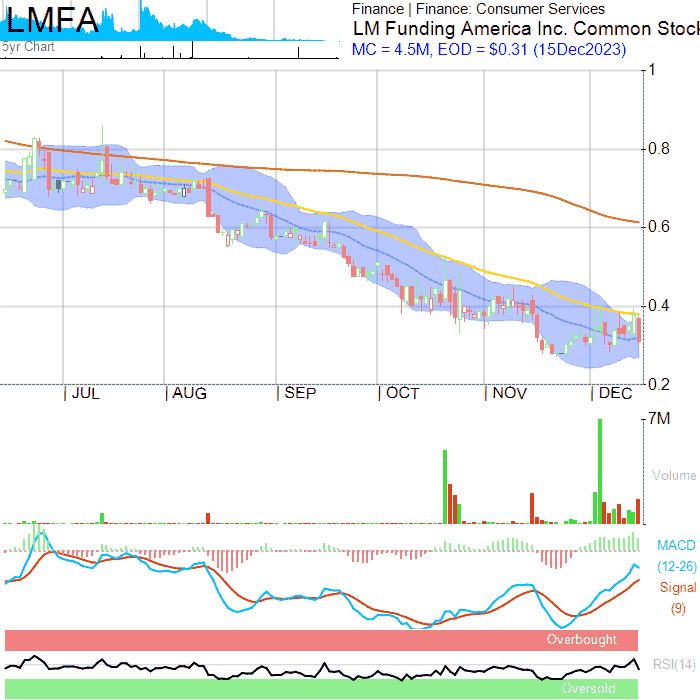 LMFA
5yr Chart
Finance | Finance: Consumer Services
LM Funding America Inc. Common Stock
MC = 4.5M, EOD = $0.31 (15Dec2023)
1
0.8
0.6
0.4
0.2
JUL
AUG
SEP
OCT
NOV
DEC
7M
Volume
MACD
(12-26)
Signal
(9)
Overbought
RSI(14)
Oversold